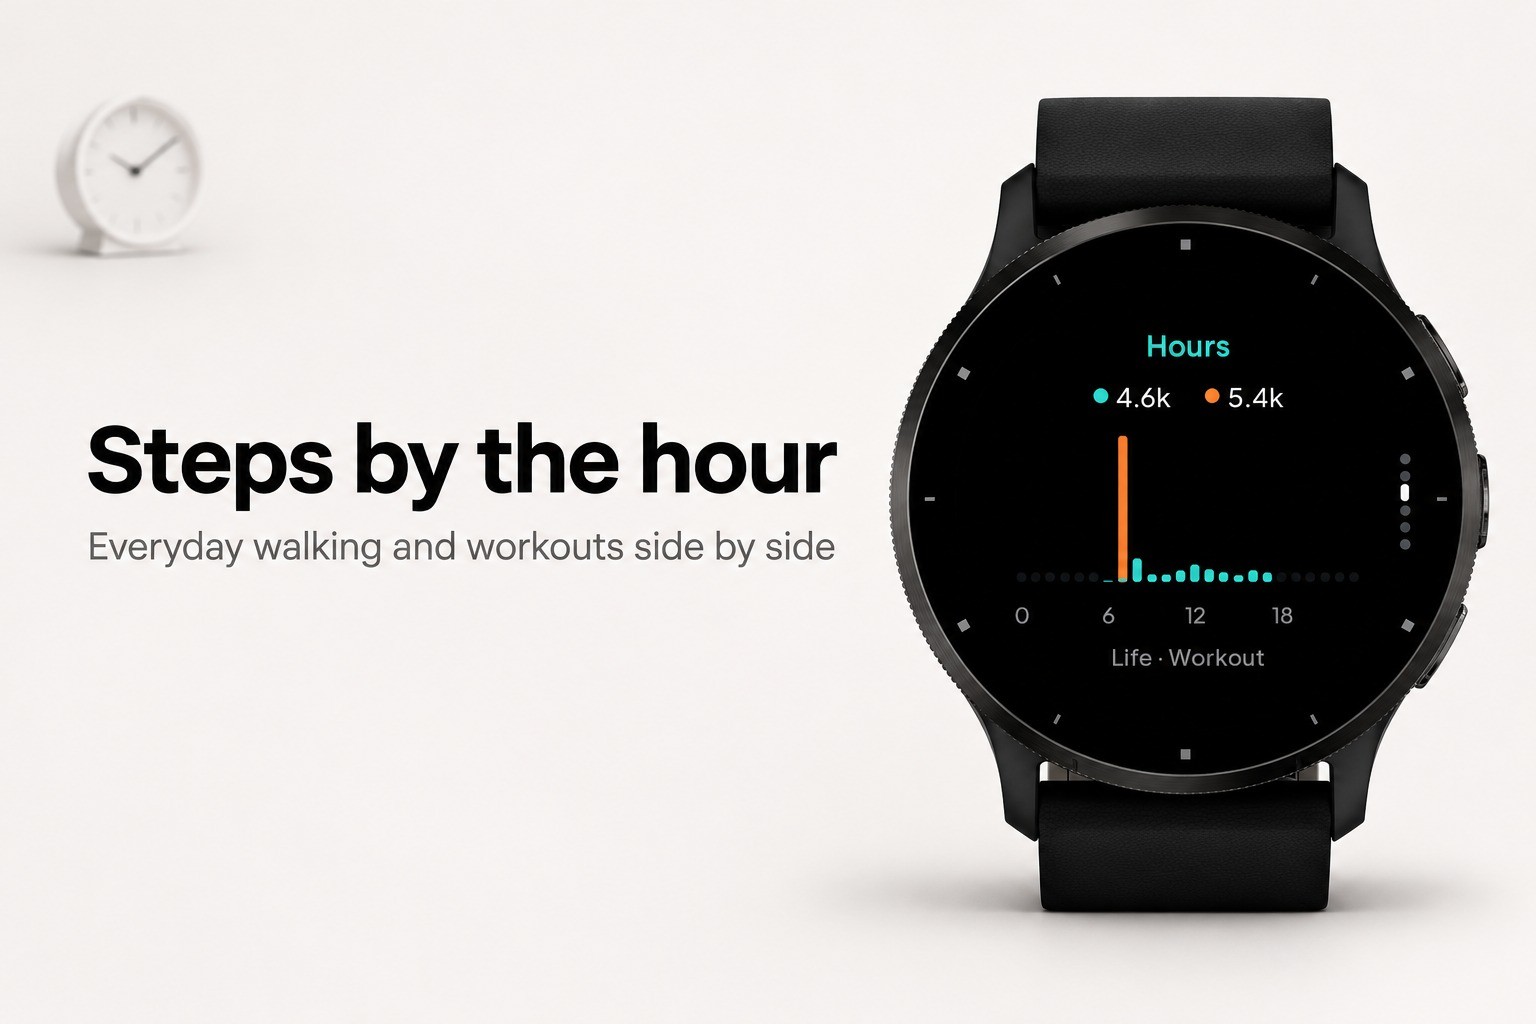 Steps by the hour
Everyday walking and workouts side by side
Hours
4.6k 5.4k
0 6 12 18
Life · Workout